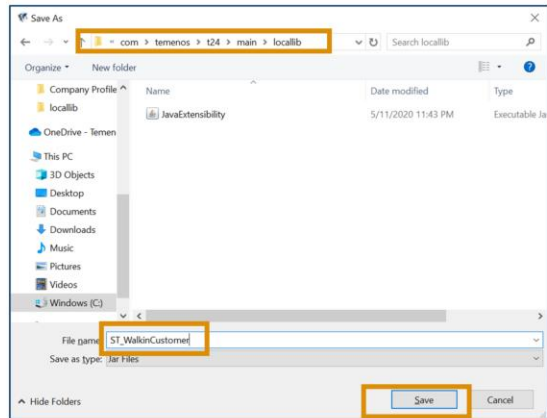 Save As
« com > temenos > t24 > main > locallib
Search locallib
Organize
New folder
Name
Date modified
Type
Company Profile
locallib
JavaExtensibility
5/11/2020 11:43 PM
Executable Ja
OneDrive - Temen
This PC
3D Objects
Desktop
Documents
Downloads
Music
Pictures
Videos
Windows (C:)
File name: ST_WalkinCustomer
Save as type: Jar Files
Hide Folders
Save
Cancel